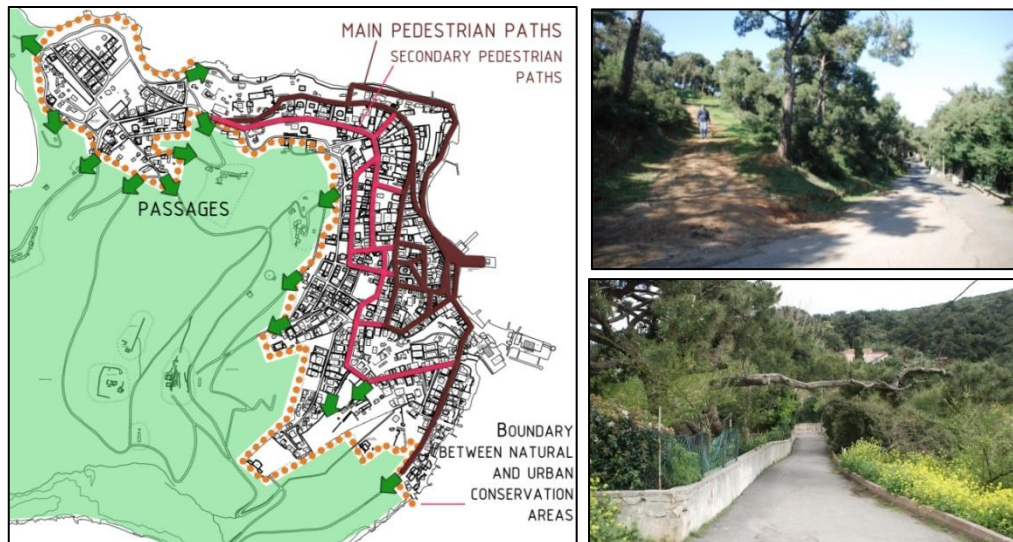 MAIN PEDESTRIAN PATHS
SECONDARY PEDESTRIAN
PATHS
PASSAGES
BOUNDARY
BETWEEN NATURAL
AND URBAN
CONSERVATION
AREAS